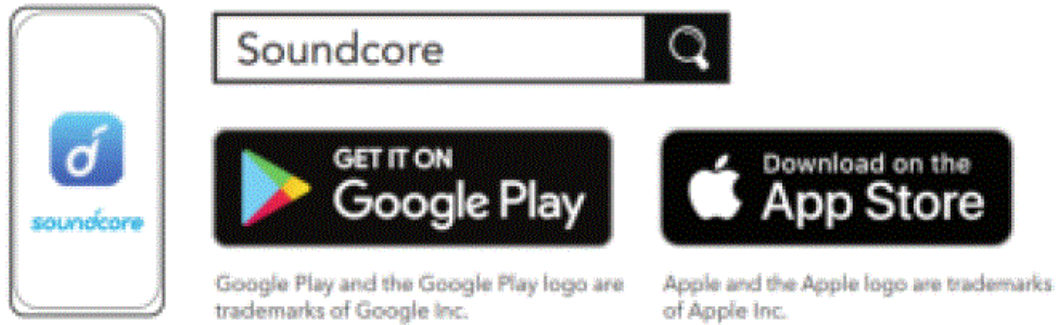 Soundcore
soundcore
GET IT ON
Google Play
Download on the
App Store
Google Play and the Google Play logo are
trademarks of Google Inc.
Apple and the Apple logo are trademarks
of Apple Inc.